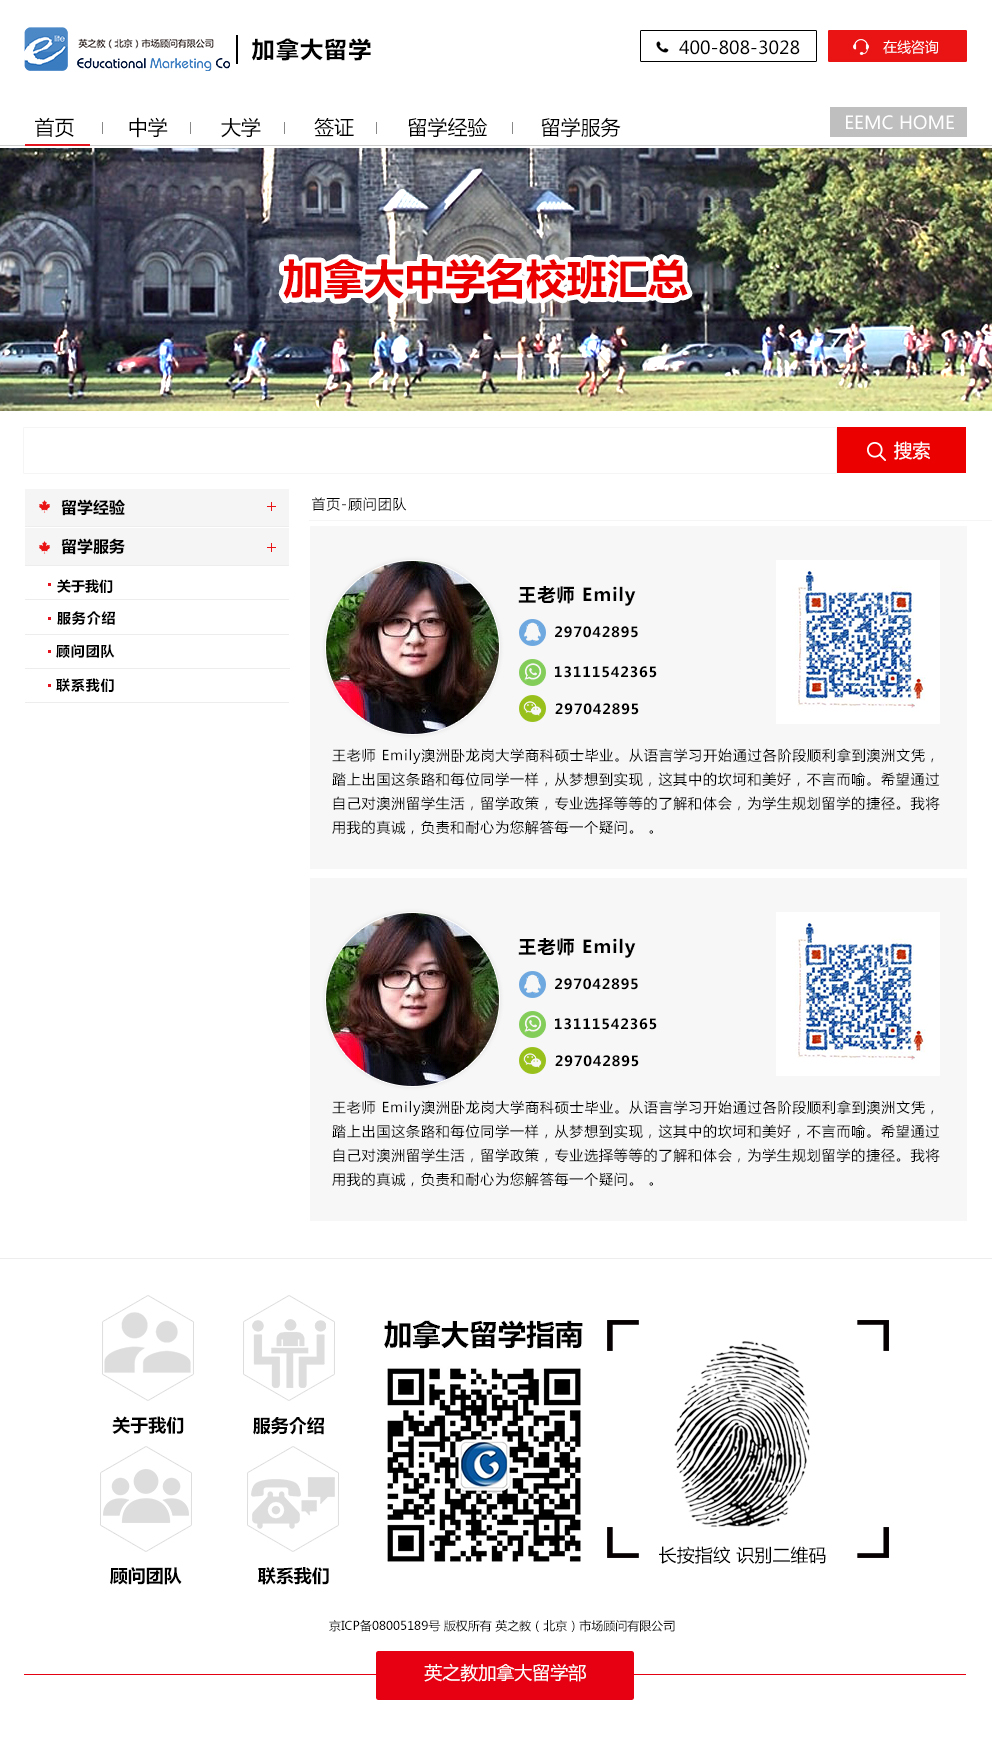 elite
英之教（北京）市场顾问有限公司
Educational Marketing Co
加拿大留学
400-808-3028
在线咨询
首页
中学
大学
签证
留学经验
留学服务
EEMC HOME
加拿大中学名校班汇总
搜索
留学经验 +
留学服务 +
关于我们
服务介绍
顾问团队
联系我们
首页-顾问团队
王老师 Emily
297042895
13111542365
297042895
王老师 Emily澳洲卧龙岗大学商科硕士毕业。从语言学习开始通过各阶段顺利拿到澳洲文凭，
踏上出国这条路和每位同学一样，从梦想到实现，这其中的坎坷和美好，不言而喻。希望通过
自己对澳洲留学生活，留学政策，专业选择等等的了解和体会，为学生规划留学的捷径。我将
用我的真诚，负责和耐心为您解答每一个疑问。 。
王老师 Emily
297042895
13111542365
297042895
王老师 Emily澳洲卧龙岗大学商科硕士毕业。从语言学习开始通过各阶段顺利拿到澳洲文凭，
踏上出国这条路和每位同学一样，从梦想到实现，这其中的坎坷和美好，不言而喻。希望通过
自己对澳洲留学生活，留学政策，专业选择等等的了解和体会，为学生规划留学的捷径。我将
用我的真诚，负责和耐心为您解答每一个疑问。 。
关于我们
服务介绍
顾问团队
联系我们
加拿大留学指南
G
长按指纹 识别二维码
京ICP备08005189号 版权所有 英之教（北京）市场顾问有限公司
英之教加拿大留学部